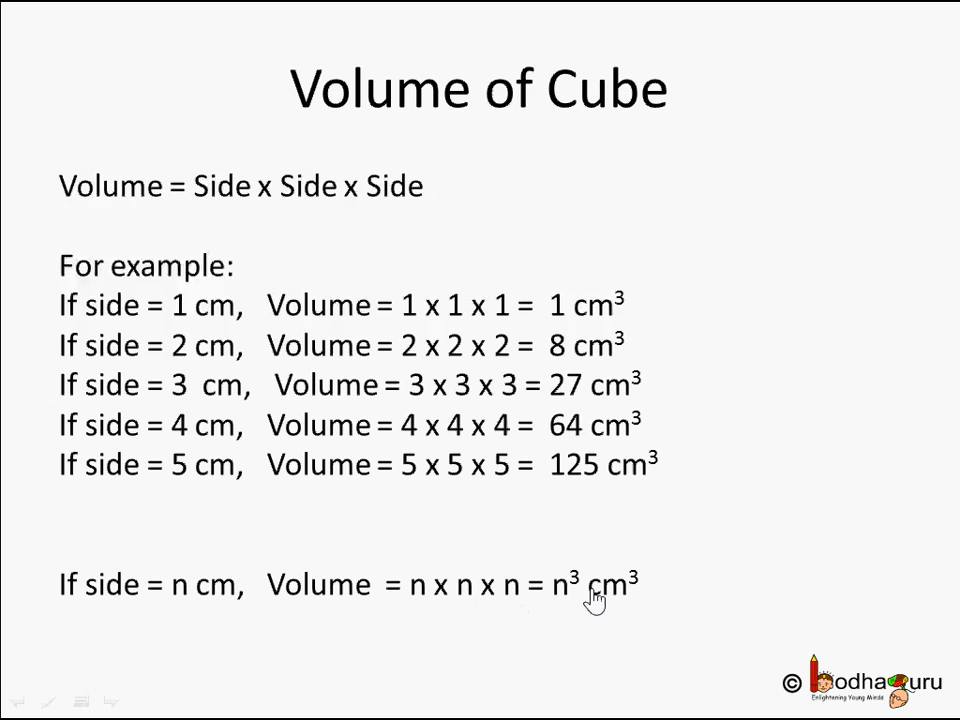 Volume of Cube
Volume = Side x Side x Side
For example:
If side = 1 cm, Volume = 1 x 1 x 1 = 1 cm³
If side = 2 cm, Volume = 2 x 2 x 2 = 8 cm³
If side = 3 cm, Volume = 3 x 3 x 3 = 27 cm³
If side = 4 cm, Volume = 4 x 4 x 4 = 64 cm³
If side = 5 cm, Volume = 5 x 5 x 5 = 125 cm³
If side = n cm, Volume = n x n x n = n³ cm³
© bodhaguru
Enlightening Young Minds